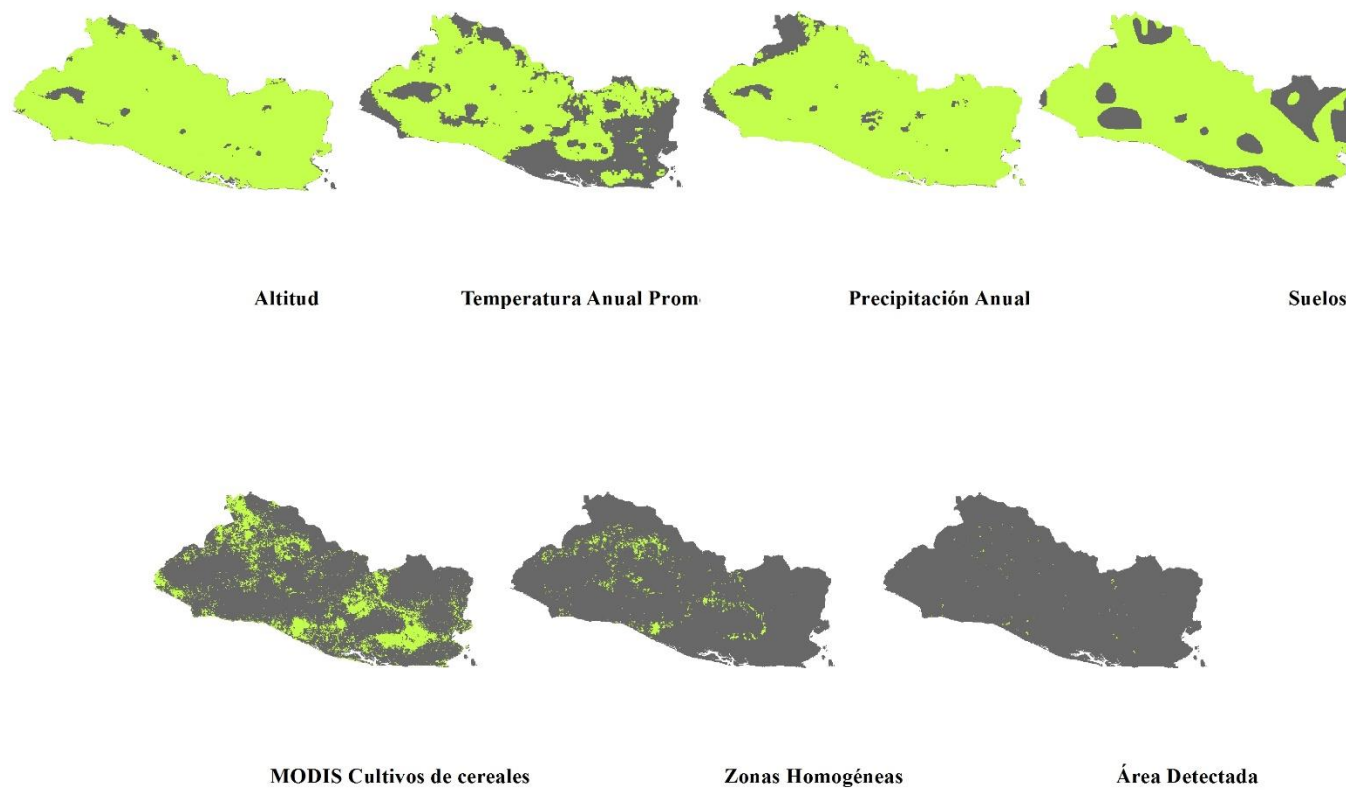 Altitud
Temperatura Anual Prom
Precipitación Anual
Suelos
MODIS Cultivos de cereales
Zonas Homogéneas
Área Detectada